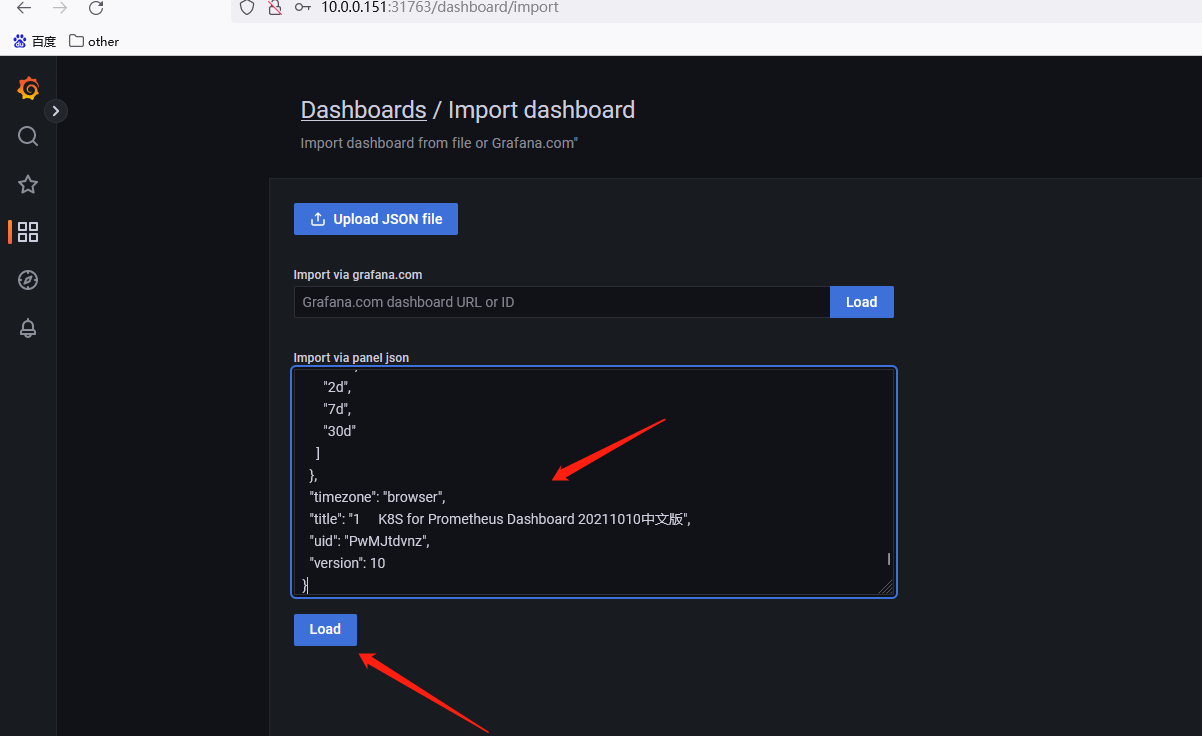 10.0.0.151:31763/dashboard/import
百度 other
Dashboards / Import dashboard
Import dashboard from file or Grafana.com"
Upload JSON file
Import via grafana.com
Grafana.com dashboard URL or ID Load
Import via panel json
"2d",
"7d",
"30d"
]
},
"timezone": "browser",
"title": "1 K8S for Prometheus Dashboard 20211010中文版",
"uid": "PwMJtdvnz",
"version": 10
}
Load